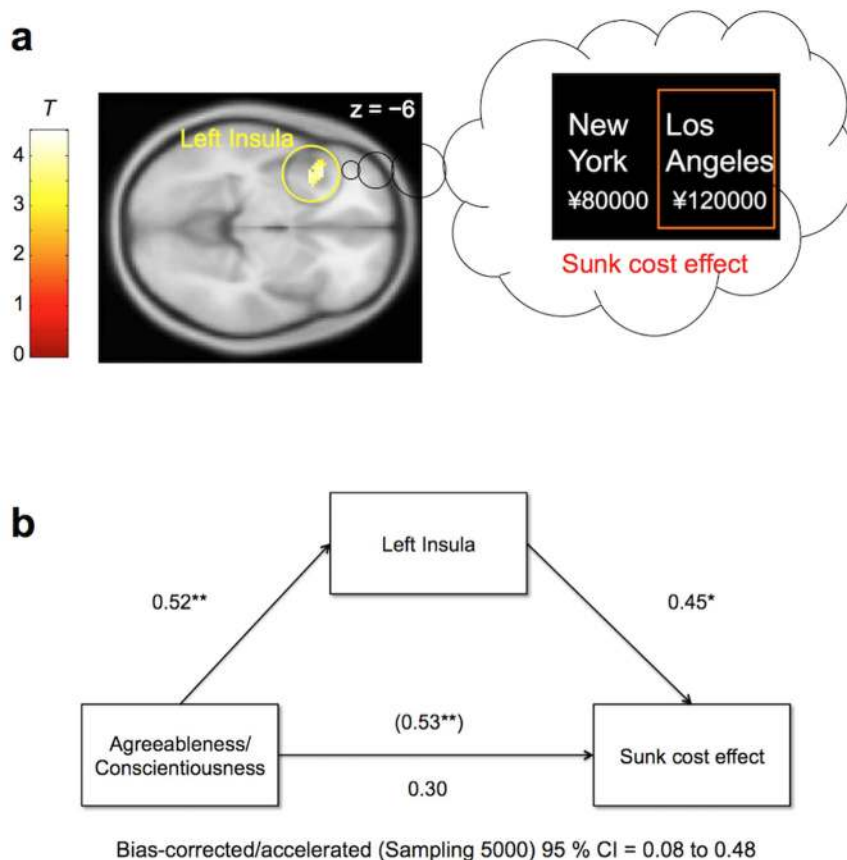 a
T
4
3
2
1
0
z = −6
Left Insula
New
York
¥80000
Los
Angeles
¥120000
Sunk cost effect
b
Left Insula
0.52**
0.45*
Agreeableness/
Conscientiousness
(0.53**)
0.30
Sunk cost effect
Bias-corrected/accelerated (Sampling 5000) 95 % CI = 0.08 to 0.48